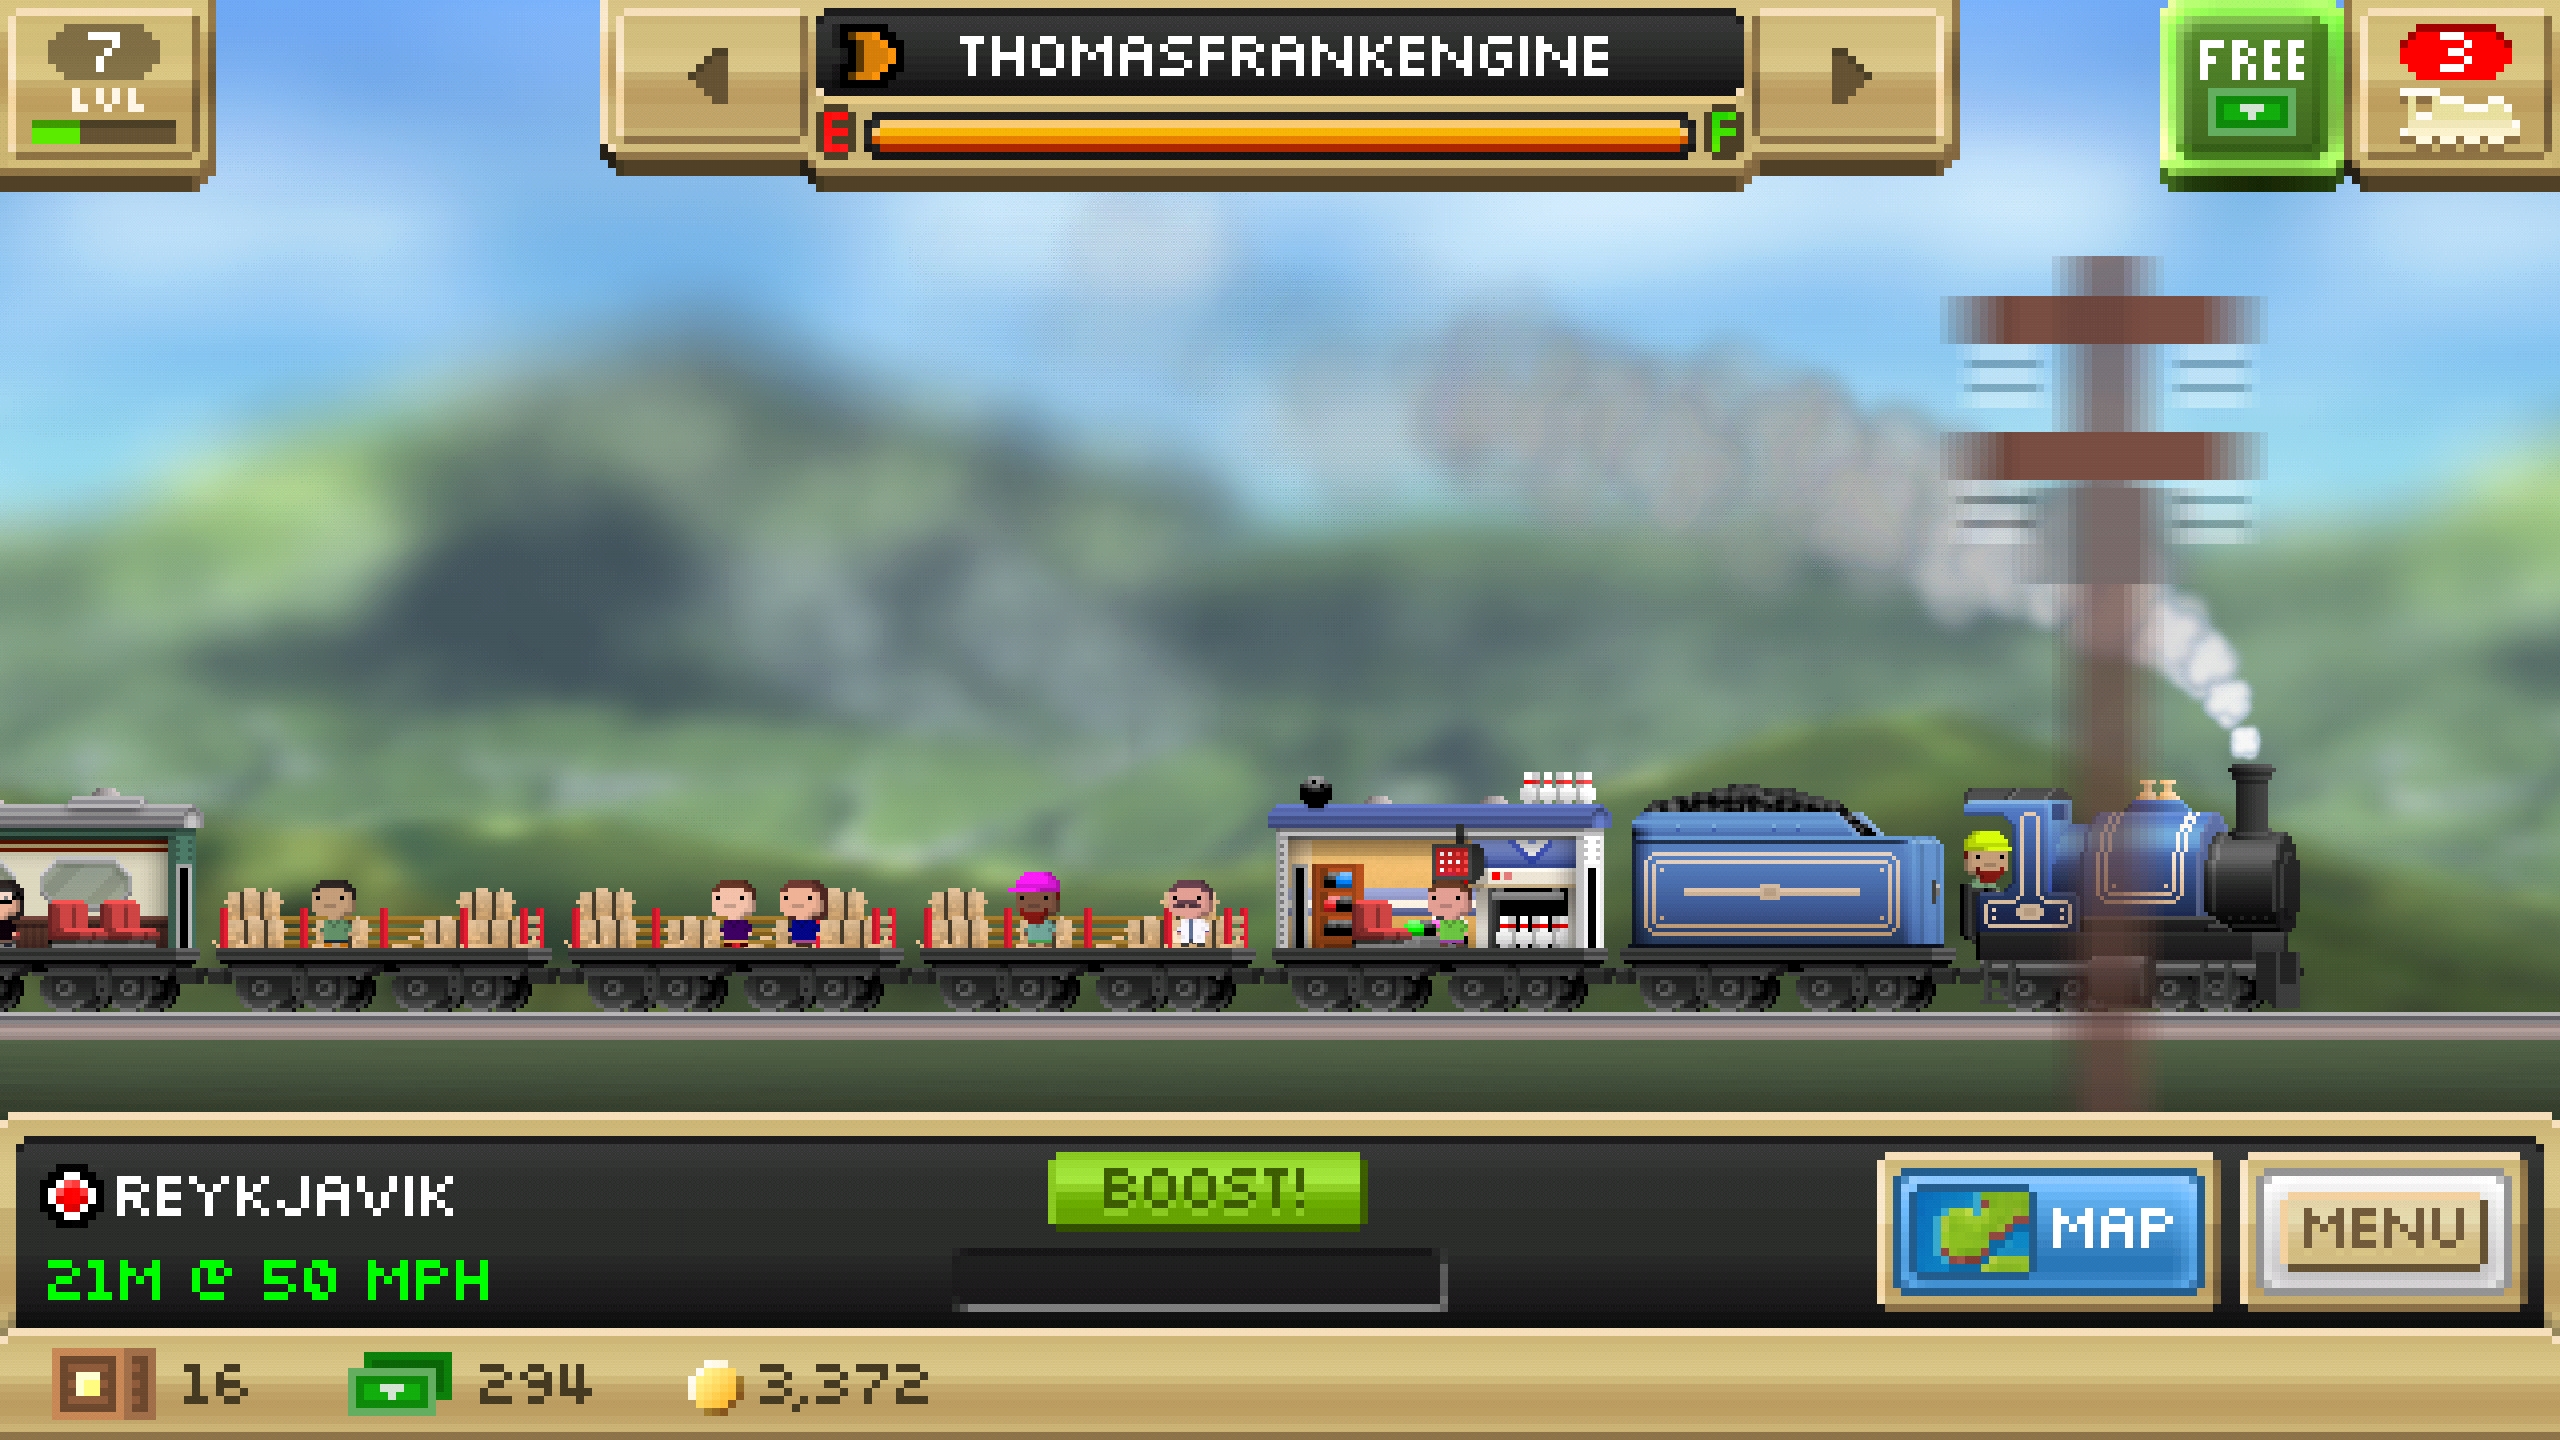 7
LVL
THOMASFRANKENGINE
E F
FREE
3
REYKJAVIK
21M @ 50 MPH
BOOST!
MAP
MENU
16 294 3,372